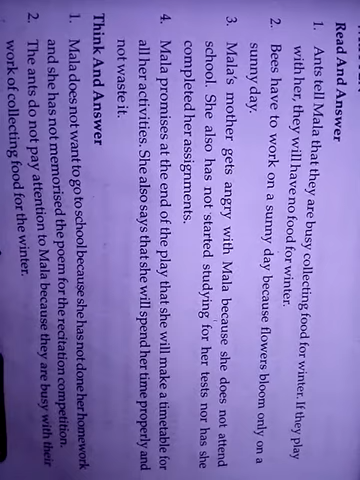 Read And Answer
1. Ants tell Mala that they are busy collecting food for winter. If they play
with her, they will have no food for winter.
2. Bees have to work on a sunny day because flowers bloom only on a
sunny day.
3. Mala's mother gets angry with Mala because she does not attend
school. She also has not started studying for her tests nor has she
completed her assignments.
4. Mala promises at the end of the play that she will make a timetable for
all her activities. She also says that she will spend her time properly and
not waste it.
Think And Answer
1. Mala does not want to go to school because she has not done her homework
and she has not memorised the poem for the recitation competition.
2. The ants do not pay attention to Mala because they are busy with their
work of collecting food for the winter.